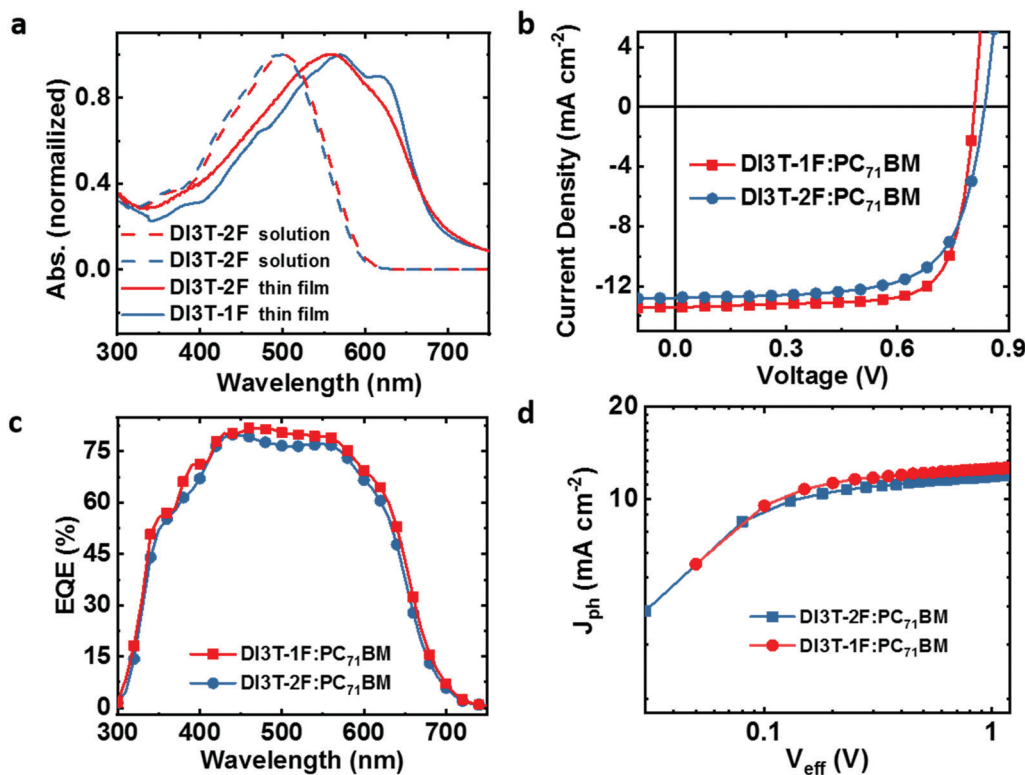 a
Abs. (normailized)
0.8
0.4
0.0
DI3T-2F solution
DI3T-2F solution
DI3T-2F thin film
DI3T-1F thin film
300 400 500 600 700
Wavelength (nm)
b
Current Density (mA cm⁻²)
4
0
-4
-8
-12
DI3T-1F:PC₇₁BM
DI3T-2F:PC₇₁BM
0.0 0.3 0.6 0.9
Voltage (V)
c
EQE (%)
75
60
45
30
15
0
DI3T-1F:PC₇₁BM
DI3T-2F:PC₇₁BM
300 400 500 600 700
Wavelength (nm)
d
J_ph (mA cm⁻²)
20
10
DI3T-2F:PC₇₁BM
DI3T-1F:PC₇₁BM
0.1 1
V_eff (V)